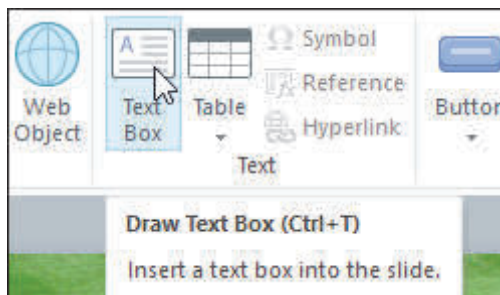 Web
Object
Text
Box
Table
Symbol
Reference
Hyperlink
Button
Text
Draw Text Box (Ctrl+T)
Insert a text box into the slide.